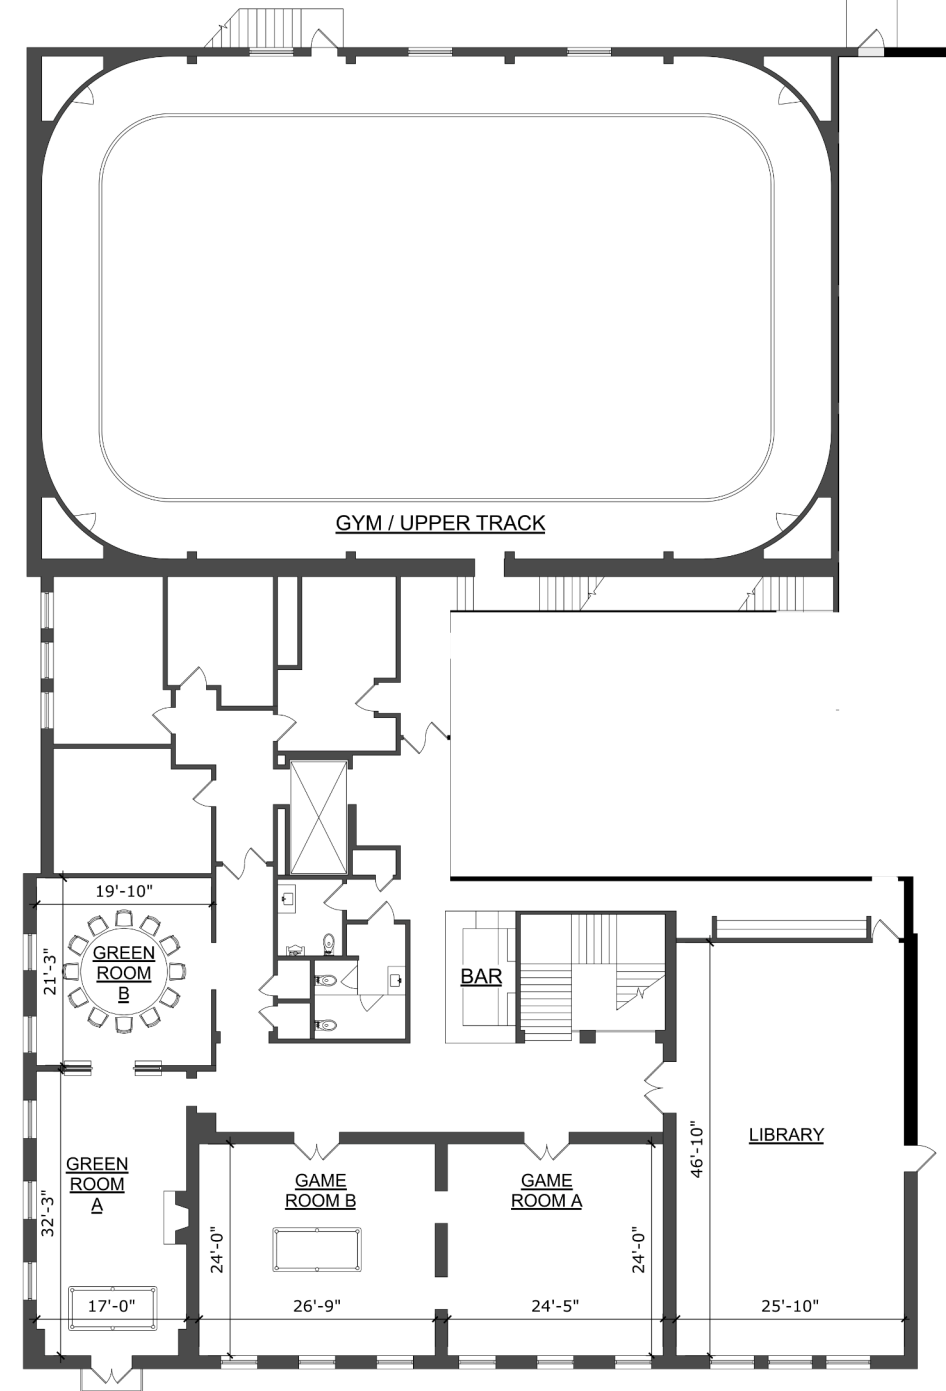 GYM / UPPER TRACK
19'-10"
GREEN
ROOM
B
21'-3"
BAR
LIBRARY
46'-10"
GREEN
ROOM
A
32'-3"
GAME
ROOM B
GAME
ROOM A
24'-0"
24'-0"
17'-0"
26'-9"
24'-5"
25'-10"